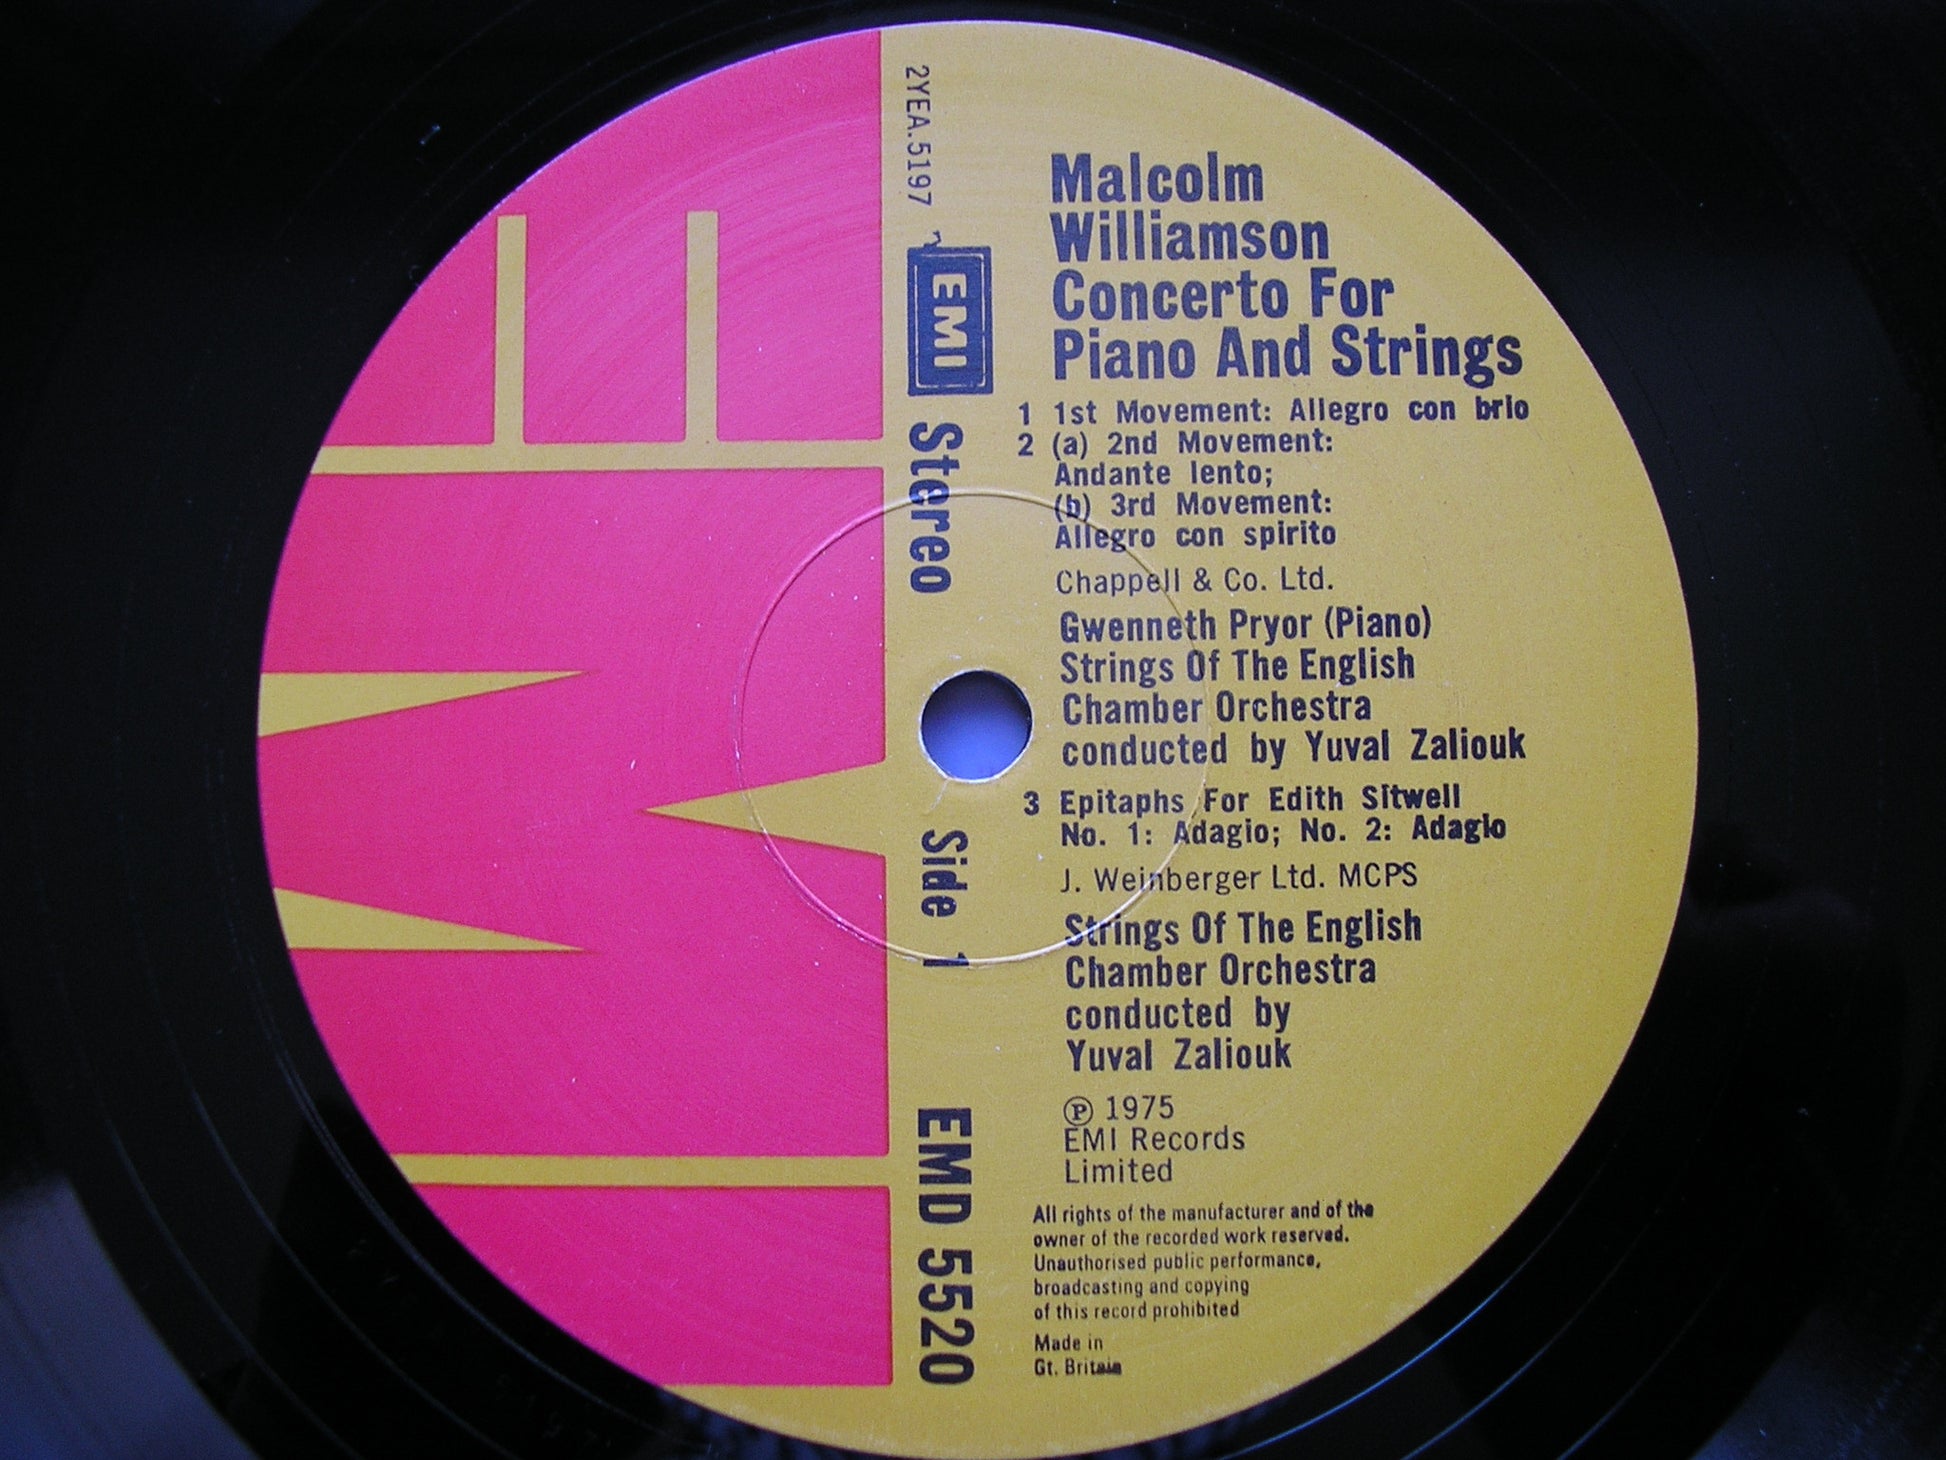 2YEA.5197
EMI
Stereo
Side 1
EMD 5520
Malcolm
Williamson
Concerto For
Piano And Strings
1 1st Movement: Allegro con brio
2 (a) 2nd Movement:
Andante lento;
(b) 3rd Movement:
Allegro con spirito
Chappell & Co. Ltd.
Gwenneth Pryor (Piano)
Strings Of The English
Chamber Orchestra
conducted by Yuval Zaliouk
3 Epitaphs For Edith Sitwell
No. 1: Adagio; No. 2: Adagio
J. Weinberger Ltd. MCPS
Strings Of The English
Chamber Orchestra
conducted by
Yuval Zaliouk
℗ 1975
EMI Records
Limited
All rights of the manufacturer and of the
owner of the recorded work reserved.
Unauthorised public performance,
broadcasting and copying
of this record prohibited
Made in
Gt. Britain